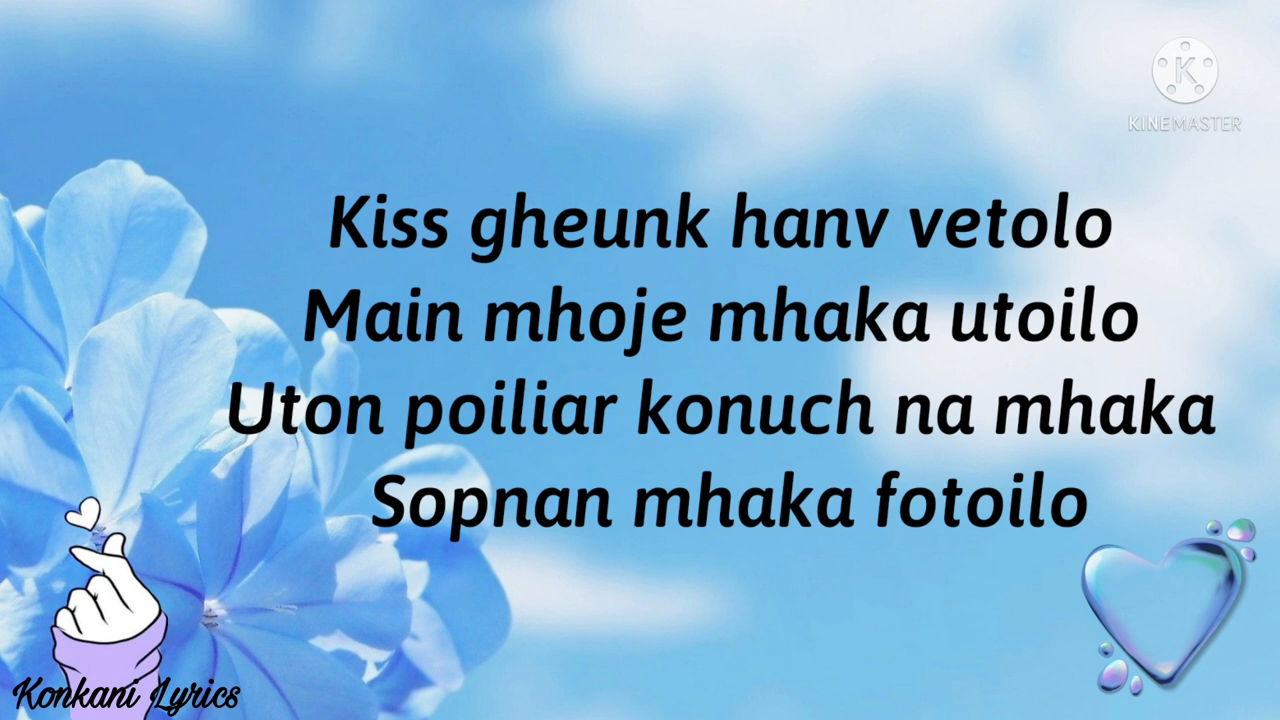 K
KINEMASTER
Kiss gheunk hanv vetolo
Main mhoje mhaka utoilo
Uton poiliar konuch na mhaka
Sopnan mhaka fotoilo
Konkani Lyrics